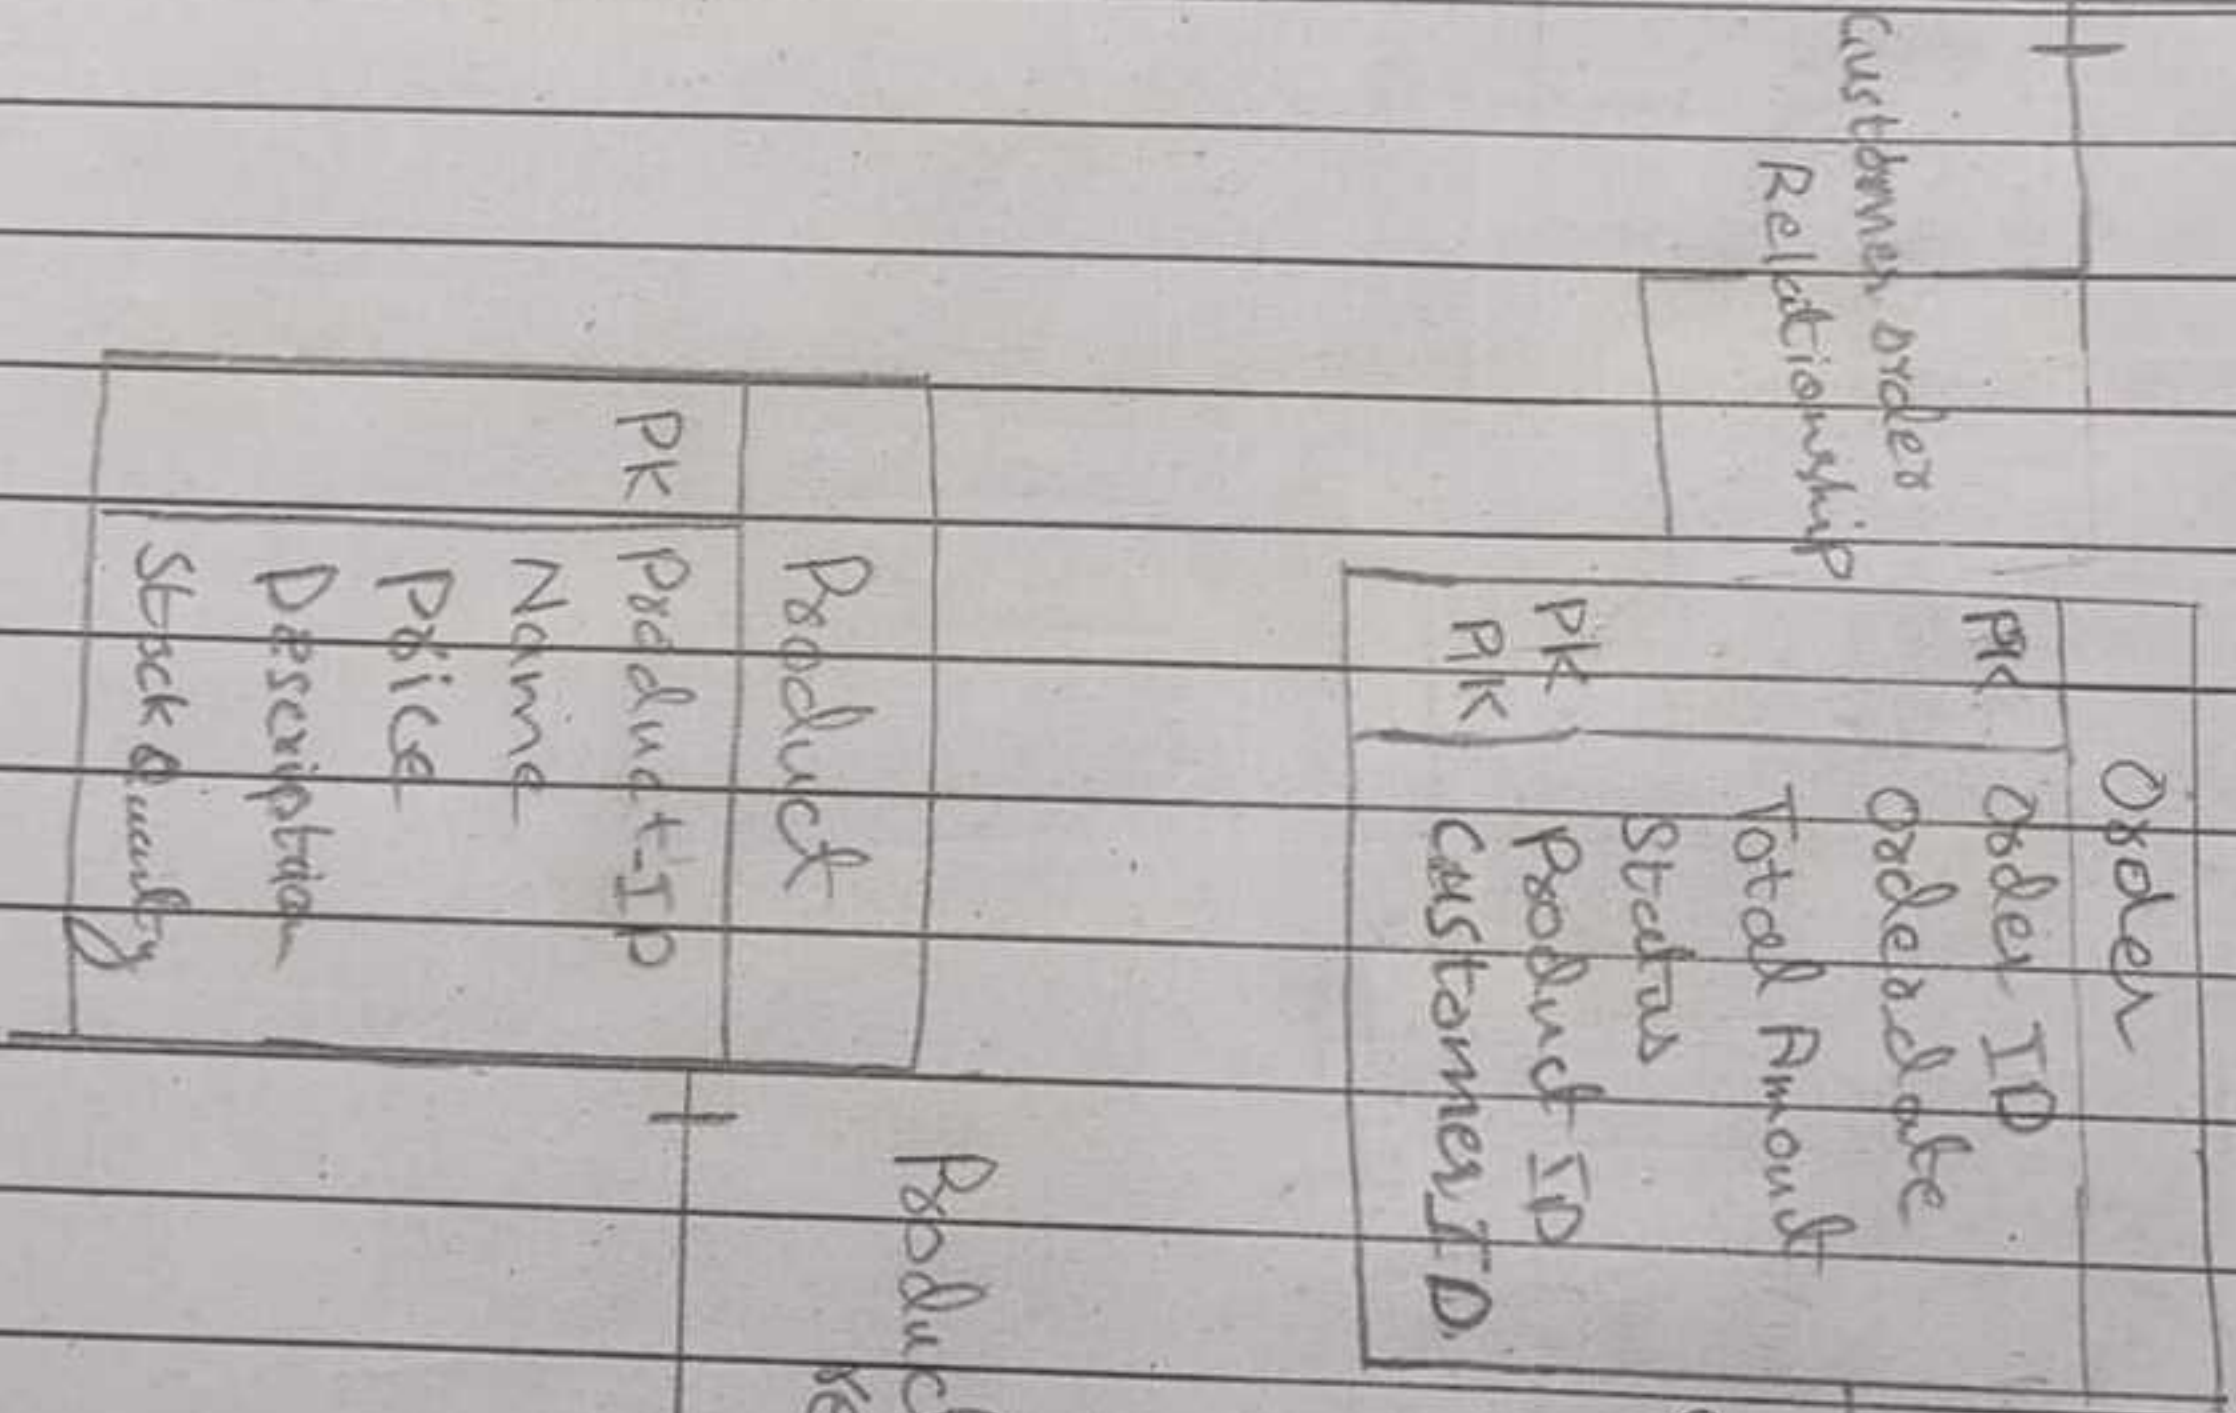 Customer order
Relationship
Order
PK Order ID
Order date
Total Amount
Status
PK Product ID
PK Customer ID
Product
PK Product-ID
Name
Price
Description
Stock Quantity
Produc